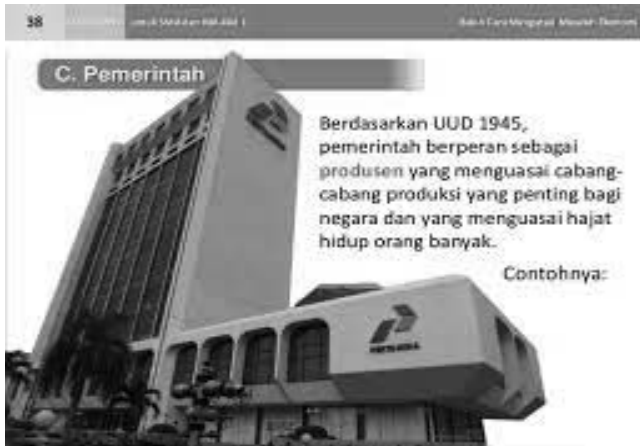 38
C. Pemerintah
Berdasarkan UUD 1945,
pemerintah berperan sebagai
produsen yang menguasai cabang-
cabang produksi yang penting bagi
negara dan yang menguasai hajat
hidup orang banyak.
Contohnya:
PERTAMINA